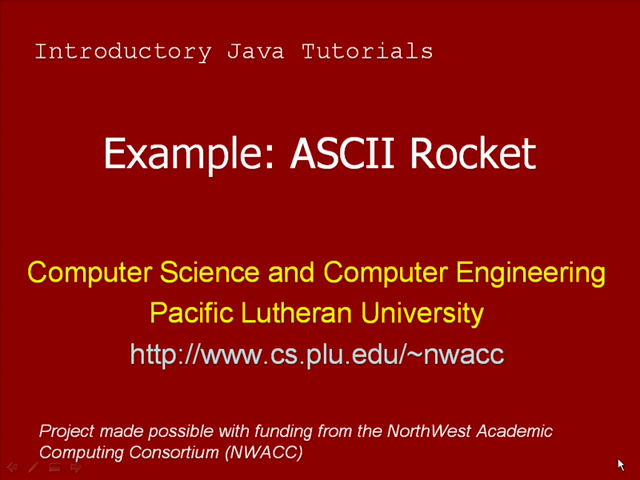 Introductory Java Tutorials
Example: ASCII Rocket
Computer Science and Computer Engineering
Pacific Lutheran University
http://www.cs.plu.edu/~nwacc
Project made possible with funding from the NorthWest Academic
Computing Consortium (NWACC)